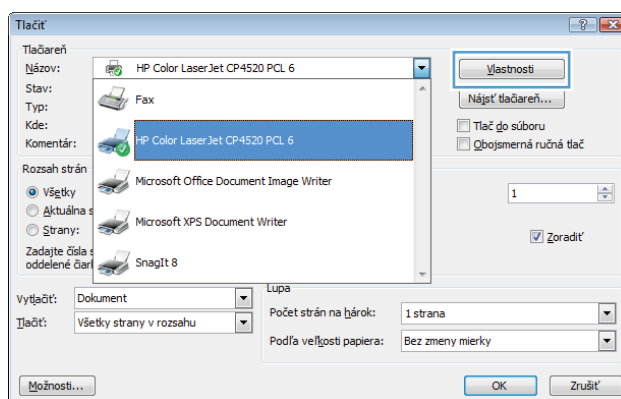 Tlačiť
Tlačiareň
Názov: HP Color LaserJet CP4520 PCL 6 Vlastnosti
Stav: Fax Nájsť tlačiareň...
Typ:
Kde: HP Color LaserJet CP4520 PCL 6 Tlač do súboru
Komentár: Obojsmerná ručná tlač
Rozsah strán Microsoft Office Document Image Writer
Všetky 1
Aktuálna s Microsoft XPS Document Writer
Strany: Zoradiť
Zadajte čísla s SnagIt 8
oddelené čiar
Lupa
Vytlačiť: Dokument Počet strán na hárok: 1 strana
Tlačiť: Všetky strany v rozsahu Podľa veľkosti papiera: Bez zmeny mierky
Možnosti... OK Zrušiť